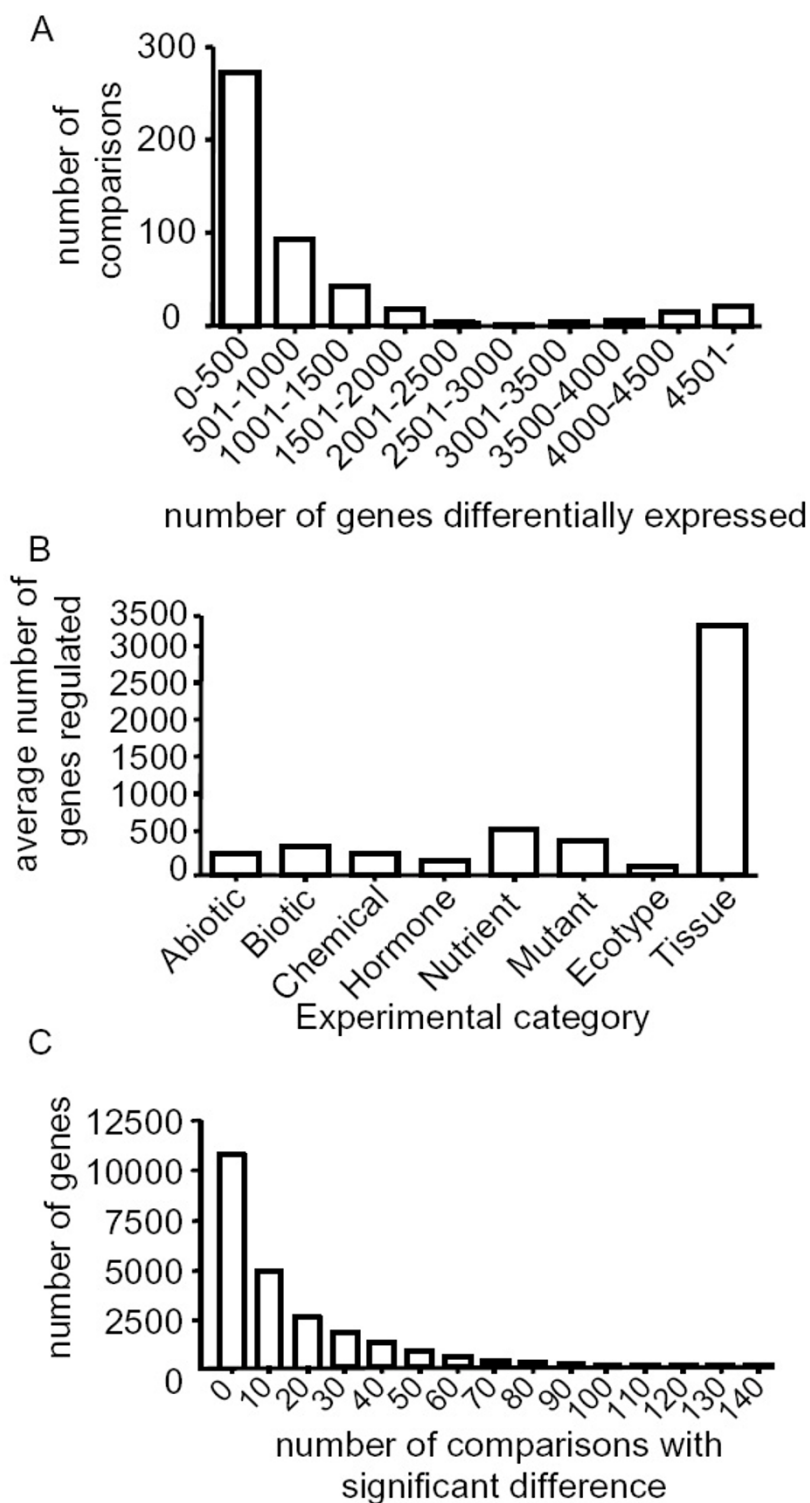 A
number of
comparisons
300
200
100
0
0-500
501-1000
1001-1500
1501-2000
2001-2500
2501-3000
3001-3500
3500-4000
4000-4500
4501-
number of genes differentially expressed
B
average number of
genes regulated
3500
3000
2500
2000
1500
1000
500
0
Abiotic
Biotic
Chemical
Hormone
Nutrient
Mutant
Ecotype
Tissue
Experimental category
C
number of genes
12500
10000
7500
5000
2500
0
0
10
20
30
40
50
60
70
80
90
100
110
120
130
140
number of comparisons with
significant difference